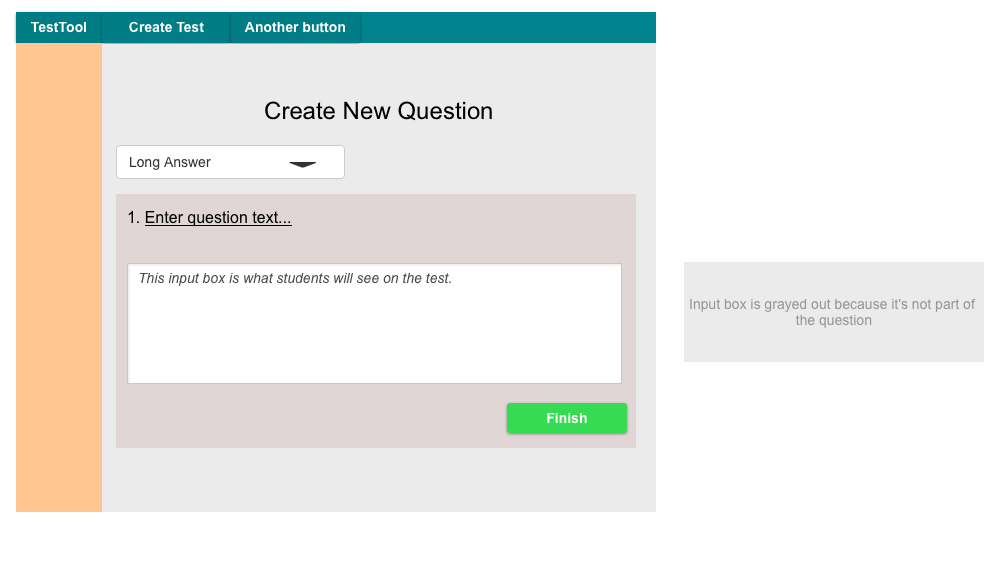 TestTool Create Test Another button
Create New Question
Long Answer
1. Enter question text...
This input box is what students will see on the test.
Input box is grayed out because it's not part of
the question
Finish